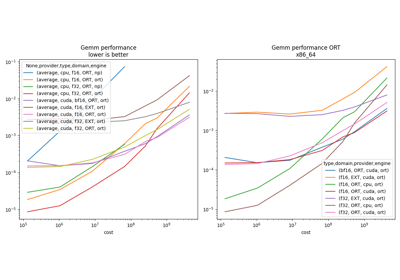 Gemm performance
lower is better
None,provider,type,domain,engine
(average, cpu, f16, ORT, np)
(average, cpu, f16, ORT, ort)
(average, cpu, f32, ORT, np)
(average, cpu, f32, ORT, ort)
(average, cuda, bf16, ORT, ort)
(average, cuda, f16, EXT, ort)
(average, cuda, f16, ORT, ort)
(average, cuda, f32, EXT, ort)
(average, cuda, f32, ORT, ort)
10⁻¹
10⁻²
10⁻³
10⁻⁴
10⁻⁵
10⁵
10⁶
10⁷
10⁸
10⁹
cost
Gemm performance ORT
x86_64
type,domain,provider,engine
(bf16, ORT, cuda, ort)
(f16, EXT, cuda, ort)
(f16, ORT, cpu, ort)
(f16, ORT, cuda, ort)
(f32, EXT, cuda, ort)
(f32, ORT, cpu, ort)
(f32, ORT, cuda, ort)
10⁻²
10⁻³
10⁻⁴
10⁻⁵
10⁵
10⁶
10⁷
10⁸
10⁹
cost